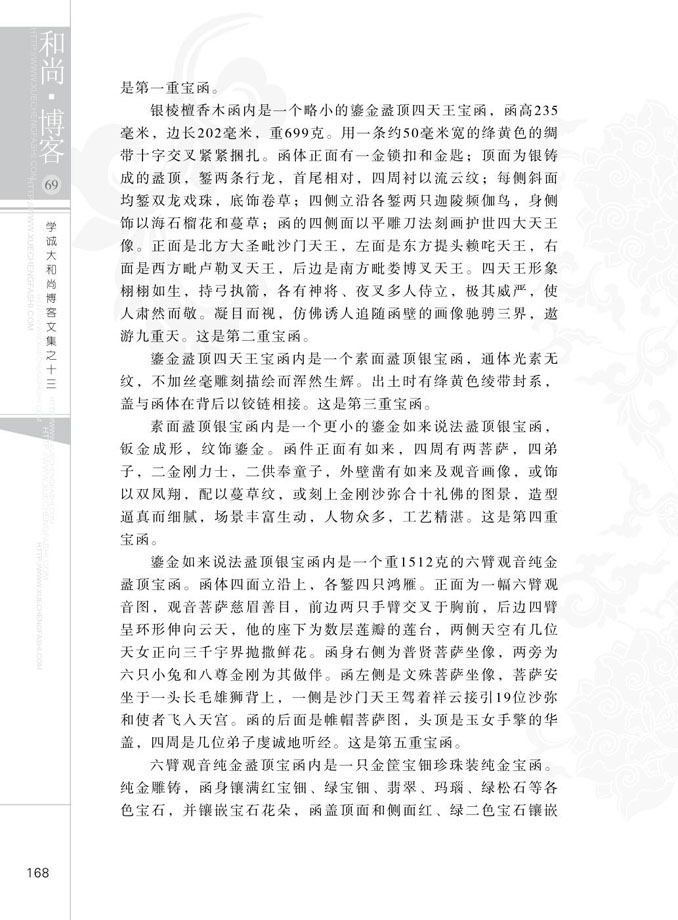 和尚·博客
69
学诚大和尚博客文集之十三
是第一重宝函。
银棱檀香木函内是一个略小的鎏金盝顶四天王宝函，函高235
毫米，边长202毫米，重699克。用一条约50毫米宽的绛黄色的绸
带十字交叉紧紧捆扎。函体正面有一金锁扣和金匙；顶面为银铸
成的盝顶，錾两条行龙，首尾相对，四周衬以流云纹；每侧斜面
均錾双龙戏珠，底饰卷草；四侧立沿各錾两只迦陵频伽鸟，身侧
饰以海石榴花和蔓草；函的四侧面以平雕刀法刻画护世四大天王
像。正面是北方大圣毗沙门天王，左面是东方提头赖咤天王，右
面是西方毗卢勒叉天王，后边是南方毗娄博叉天王。四天王形象
栩栩如生，持弓执箭，各有神将、夜叉多人侍立，极其威严，使
人肃然而敬。凝目而视，仿佛诱人追随函壁的画像驰骋三界，遨
游九重天。这是第二重宝函。
鎏金盝顶四天王宝函内是一个素面盝顶银宝函，通体光素无
纹，不加丝毫雕刻描绘而浑然生辉。出土时有绛黄色绫带封系，
盖与函体在背后以铰链相接。这是第三重宝函。
素面盝顶银宝函内是一个更小的鎏金如来说法盝顶银宝函，
钣金成形，纹饰鎏金。函件正面有如来，四周有两菩萨，四弟
子，二金刚力士，二供奉童子，外壁凿有如来及观音画像，或饰
以双凤翔，配以蔓草纹，或刻上金刚沙弥合十礼佛的图景，造型
逼真而细腻，场景丰富生动，人物众多，工艺精湛。这是第四重
宝函。
鎏金如来说法盝顶银宝函内是一个重1512克的六臂观音纯金
盝顶宝函。函体四面立沿上，各錾四只鸿雁。正面为一幅六臂观
音图，观音菩萨慈眉善目，前边两只手臂交叉于胸前，后边四臂
呈环形伸向云天，他的座下为数层莲瓣的莲台，两侧天空有几位
天女正向三千宇界抛撒鲜花。函身右侧为普贤菩萨坐像，两旁为
六只小兔和八尊金刚为其做伴。函左侧是文殊菩萨坐像，菩萨安
坐于一头长毛雄狮背上，一侧是沙门天王驾着祥云接引19位沙弥
和使者飞入天宫。函的后面是帷帽菩萨图，头顶是玉女手擎的华
盖，四周是几位弟子虔诚地听经。这是第五重宝函。
六臂观音纯金盝顶宝函内是一只金筐宝钿珍珠装纯金宝函。
纯金雕铸，函身镶满红宝钿、绿宝钿、翡翠、玛瑙、绿松石等各
色宝石，并镶嵌宝石花朵，函盖顶面和侧面红、绿二色宝石镶嵌
168